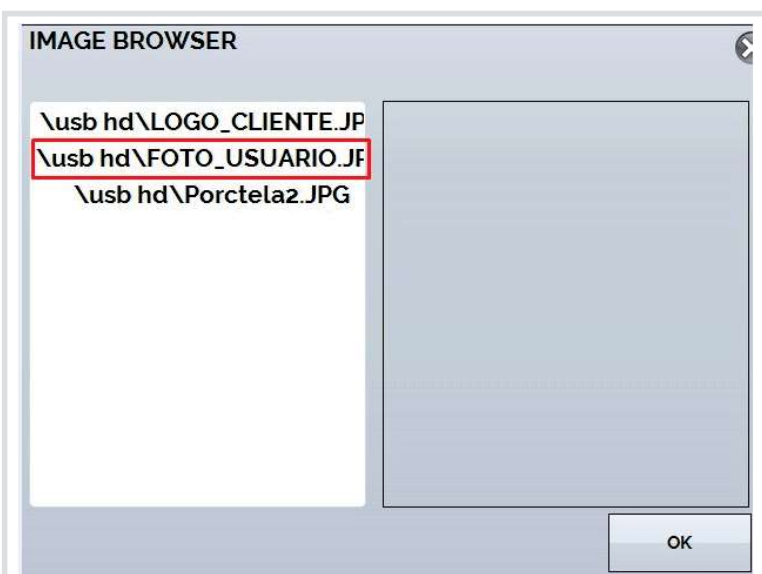 IMAGE BROWSER
\usb hd\LOGO_CLIENTE.JP
\usb hd\FOTO_USUARIO.JF
\usb hd\Porctela2.JPG
OK